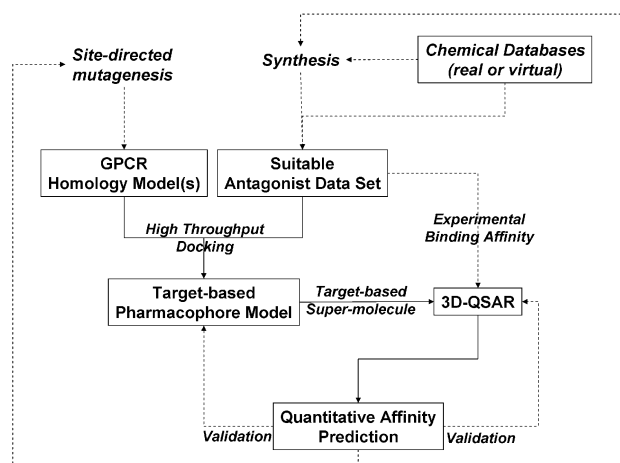 Site-directed
mutagenesis
Synthesis
Chemical Databases
(real or virtual)
GPCR
Homology Model(s)
Suitable
Antagonist Data Set
High Throughput
Docking
Experimental
Binding Affinity
Target-based
Pharmacophore Model
Target-based
Super-molecule
3D-QSAR
Quantitative Affinity
Prediction
Validation
Validation